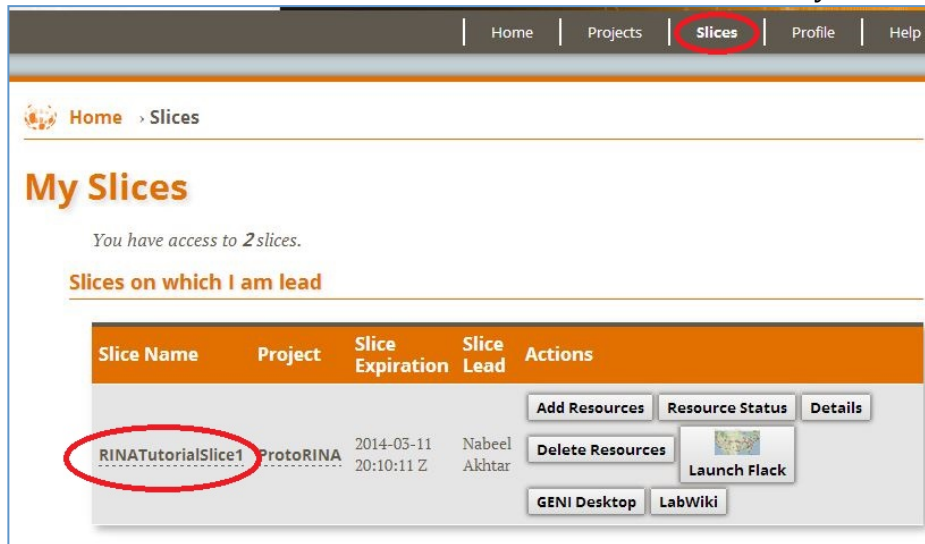 Home Projects Slices Profile Help
Home › Slices
My Slices
You have access to 2 slices.
Slices on which I am lead
Slice Name Project Slice Expiration Slice Lead Actions
RINATutorialSlice1 ProtoRINA 2014-03-11 20:10:11 Z Nabeel Akhtar
Add Resources Resource Status Details
Delete Resources Launch Flack
GENI Desktop LabWiki